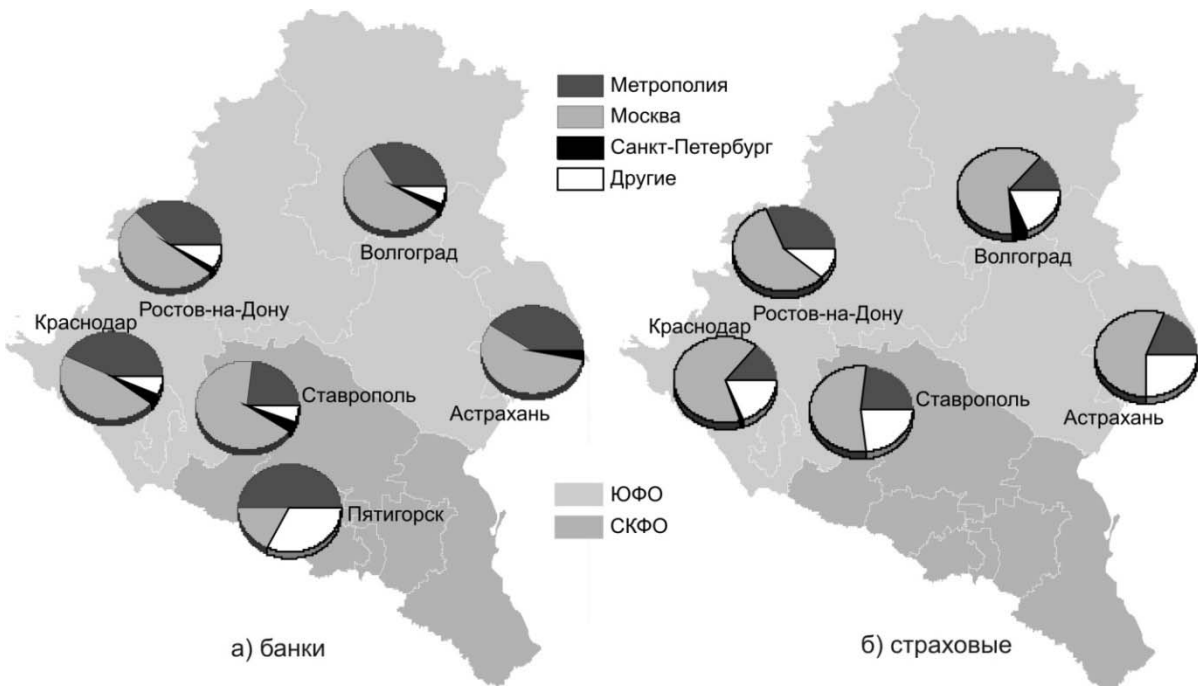 Метрополия
Москва
Санкт-Петербург
Другие
Волгоград
Ростов-на-Дону
Краснодар
Ставрополь
Астрахань
Пятигорск
ЮФО
СКФО
а) банки
Волгоград
Ростов-на-Дону
Краснодар
Ставрополь
Астрахань
б) страховые